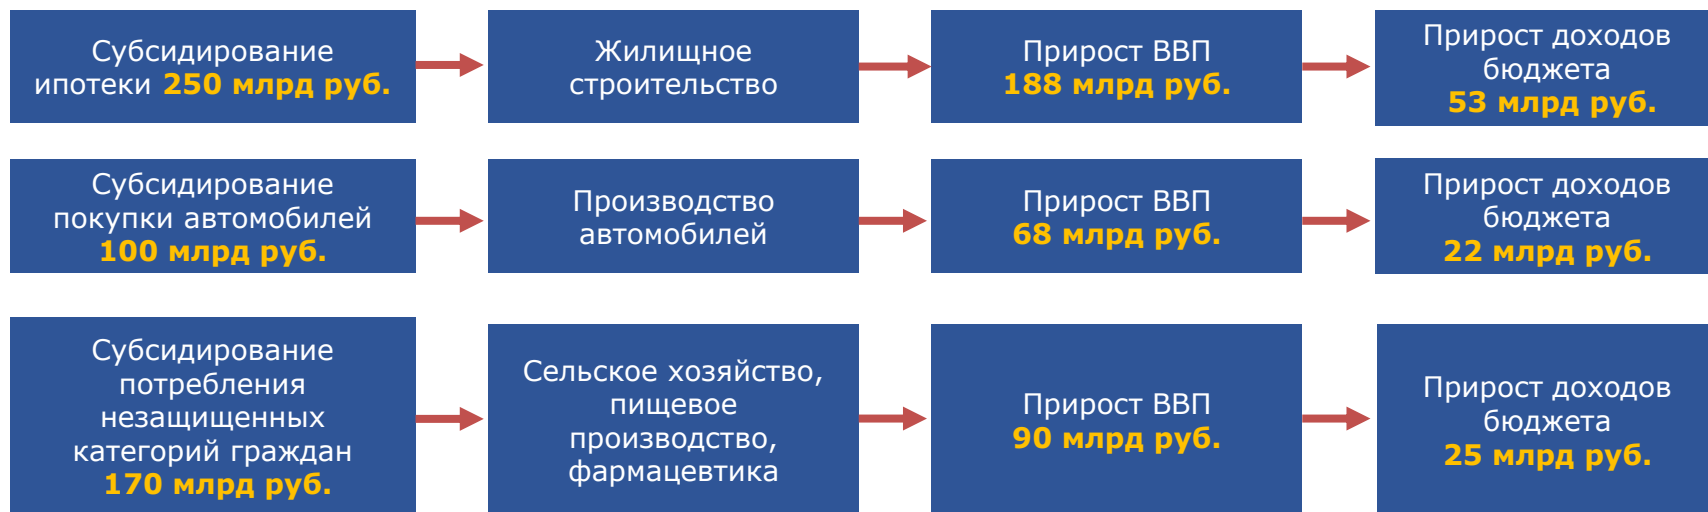 Субсидирование
ипотеки 250 млрд руб.
Жилищное
строительство
Прирост ВВП
188 млрд руб.
Прирост доходов
бюджета
53 млрд руб.
Субсидирование
покупки автомобилей
100 млрд руб.
Производство
автомобилей
Прирост ВВП
68 млрд руб.
Прирост доходов
бюджета
22 млрд руб.
Субсидирование
потребления
незащищенных
категорий граждан
170 млрд руб.
Сельское хозяйство,
пищевое
производство,
фармацевтика
Прирост ВВП
90 млрд руб.
Прирост доходов
бюджета
25 млрд руб.